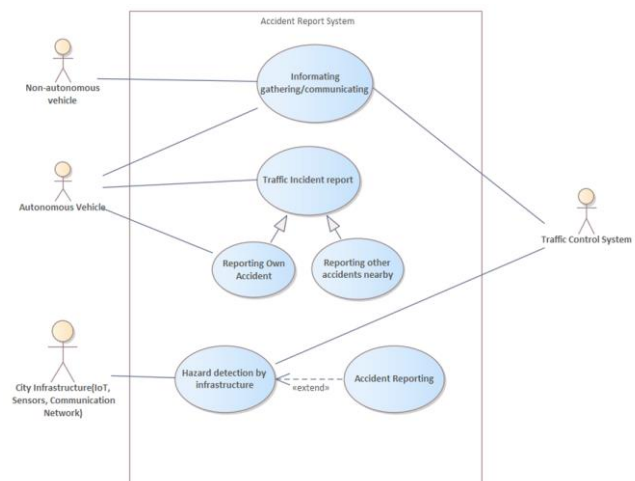 Accident Report System
Non-autonomous
vehicle
Informating
gathering/communicating
Autonomous Vehicle
Traffic Incident report
Traffic Control System
Reporting Own
Accident
Reporting other
accidents nearby
City Infrastructure(IoT,
Sensors, Communication
Network)
Hazard detection by
infrastructure
«extend»
Accident Reporting